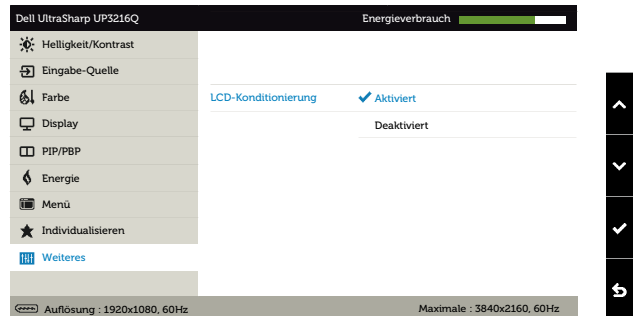 Dell UltraSharp UP3216Q
Energieverbrauch
Helligkeit/Kontrast
Eingabe-Quelle
Farbe
LCD-Konditionierung
Aktiviert
Display
Deaktiviert
PIP/PBP
Energie
Menü
Individualisieren
Weiteres
Auflösung : 1920x1080, 60Hz
Maximale : 3840x2160, 60Hz